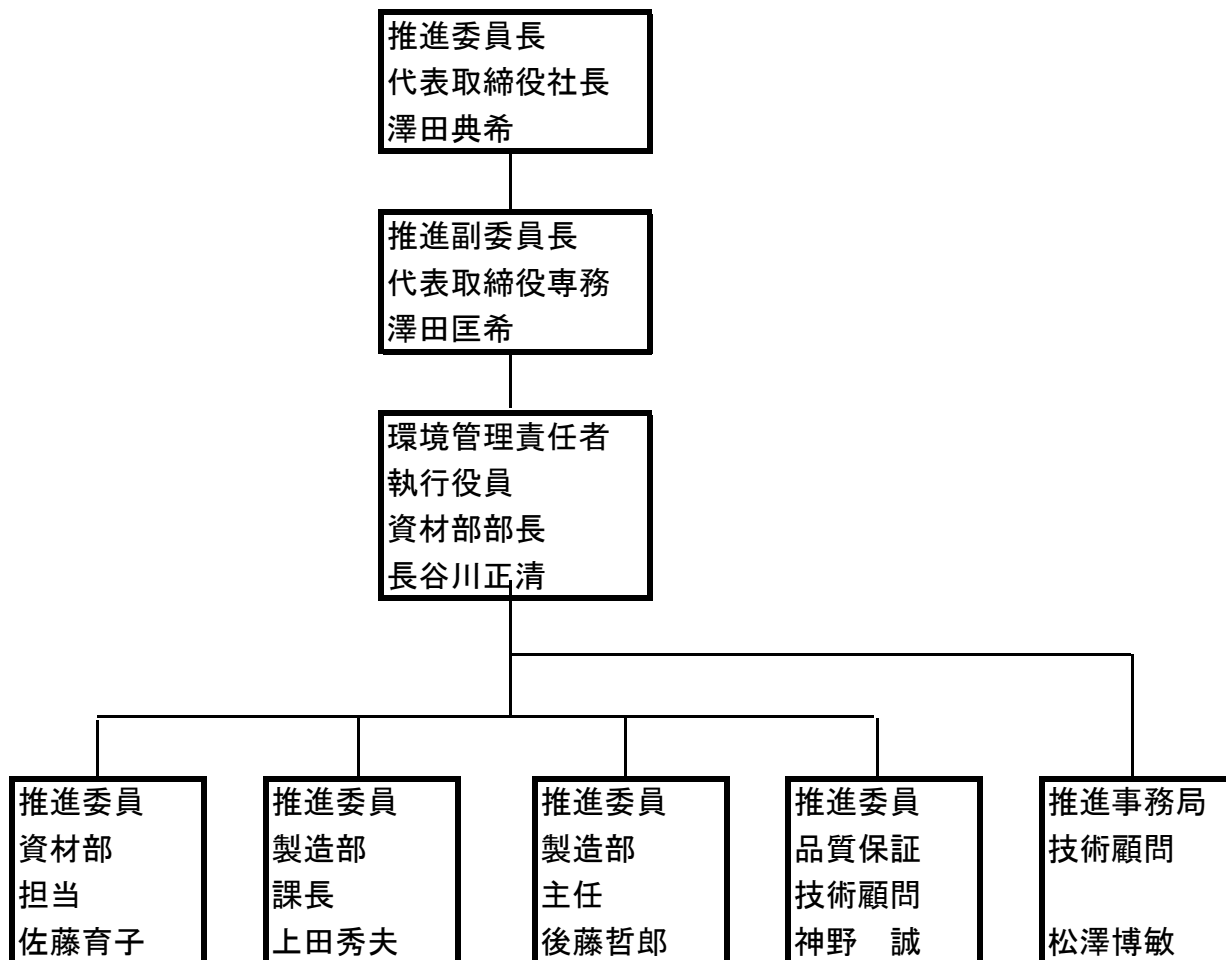 推進委員長
代表取締役社長
澤田典希
推進副委員長
代表取締役専務
澤田匡希
環境管理責任者
執行役員
資材部部長
長谷川正清
推進委員
資材部
担当
佐藤育子
推進委員
製造部
課長
上田秀夫
推進委員
製造部
主任
後藤哲郎
推進委員
品質保証
技術顧問
神野　誠
推進事務局
技術顧問
松澤博敏